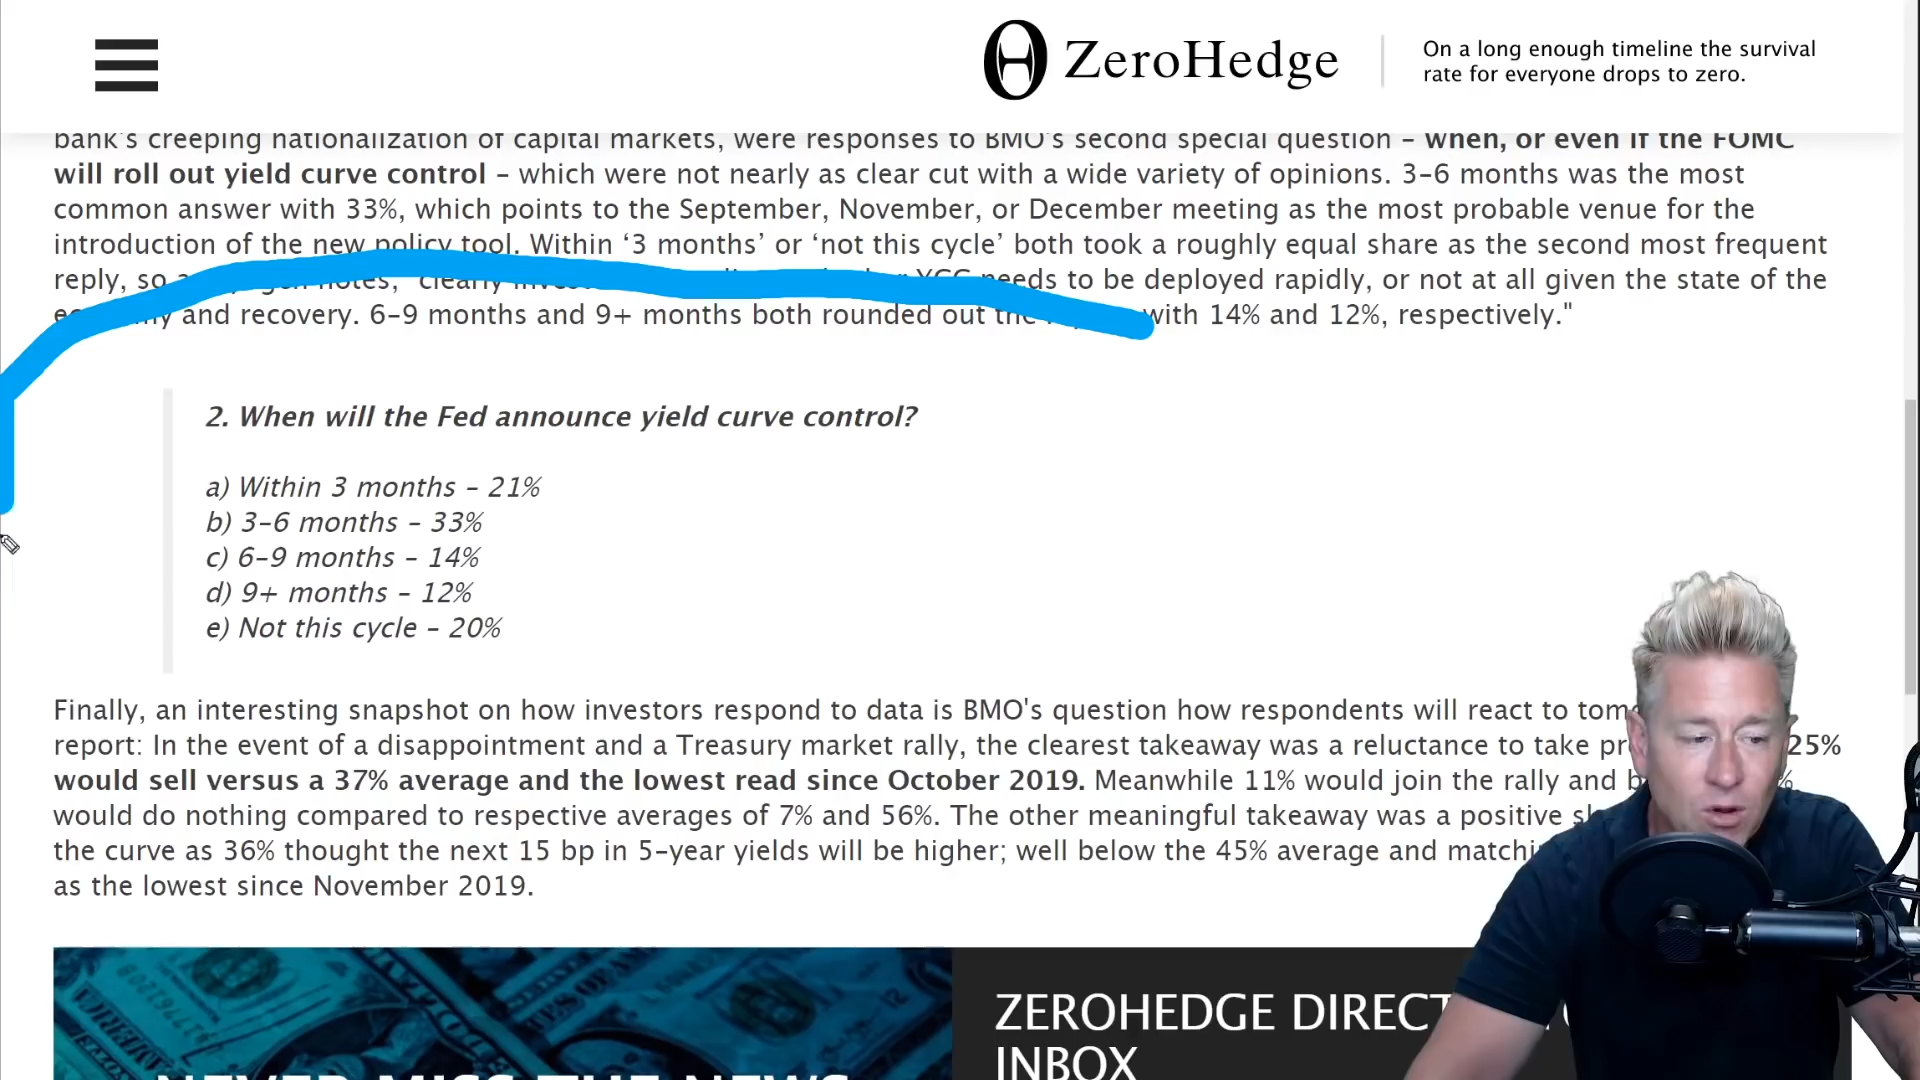 ZeroHedge
On a long enough timeline the survival
rate for everyone drops to zero.
bank's creeping nationalization of capital markets, were responses to BMO's second special question – when, or even if the FOMC
will roll out yield curve control – which were not nearly as clear cut with a wide variety of opinions. 3–6 months was the most
common answer with 33%, which points to the September, November, or December meeting as the most probable venue for the
introduction of the new policy tool. Within ‘3 months’ or ‘not this cycle’ both took a roughly equal share as the second most frequent
reply, so notes, "clearly YCC needs to be deployed rapidly, or not at all given the state of the
and recovery. 6–9 months and 9+ months both rounded out the with 14% and 12%, respectively."
2. When will the Fed announce yield curve control?
a) Within 3 months – 21%
b) 3–6 months – 33%
c) 6–9 months – 14%
d) 9+ months – 12%
e) Not this cycle – 20%
Finally, an interesting snapshot on how investors respond to data is BMO's question how respondents will react to
report: In the event of a disappointment and a Treasury market rally, the clearest takeaway was a reluctance to take 25%
would sell versus a 37% average and the lowest read since October 2019. Meanwhile 11% would join the rally and %
would do nothing compared to respective averages of 7% and 56%. The other meaningful takeaway was a positive
the curve as 36% thought the next 15 bp in 5–year yields will be higher; well below the 45% average and
as the lowest since November 2019.
ZEROHEDGE DIRECT
INBOX
NEVER MISS THE NEWS